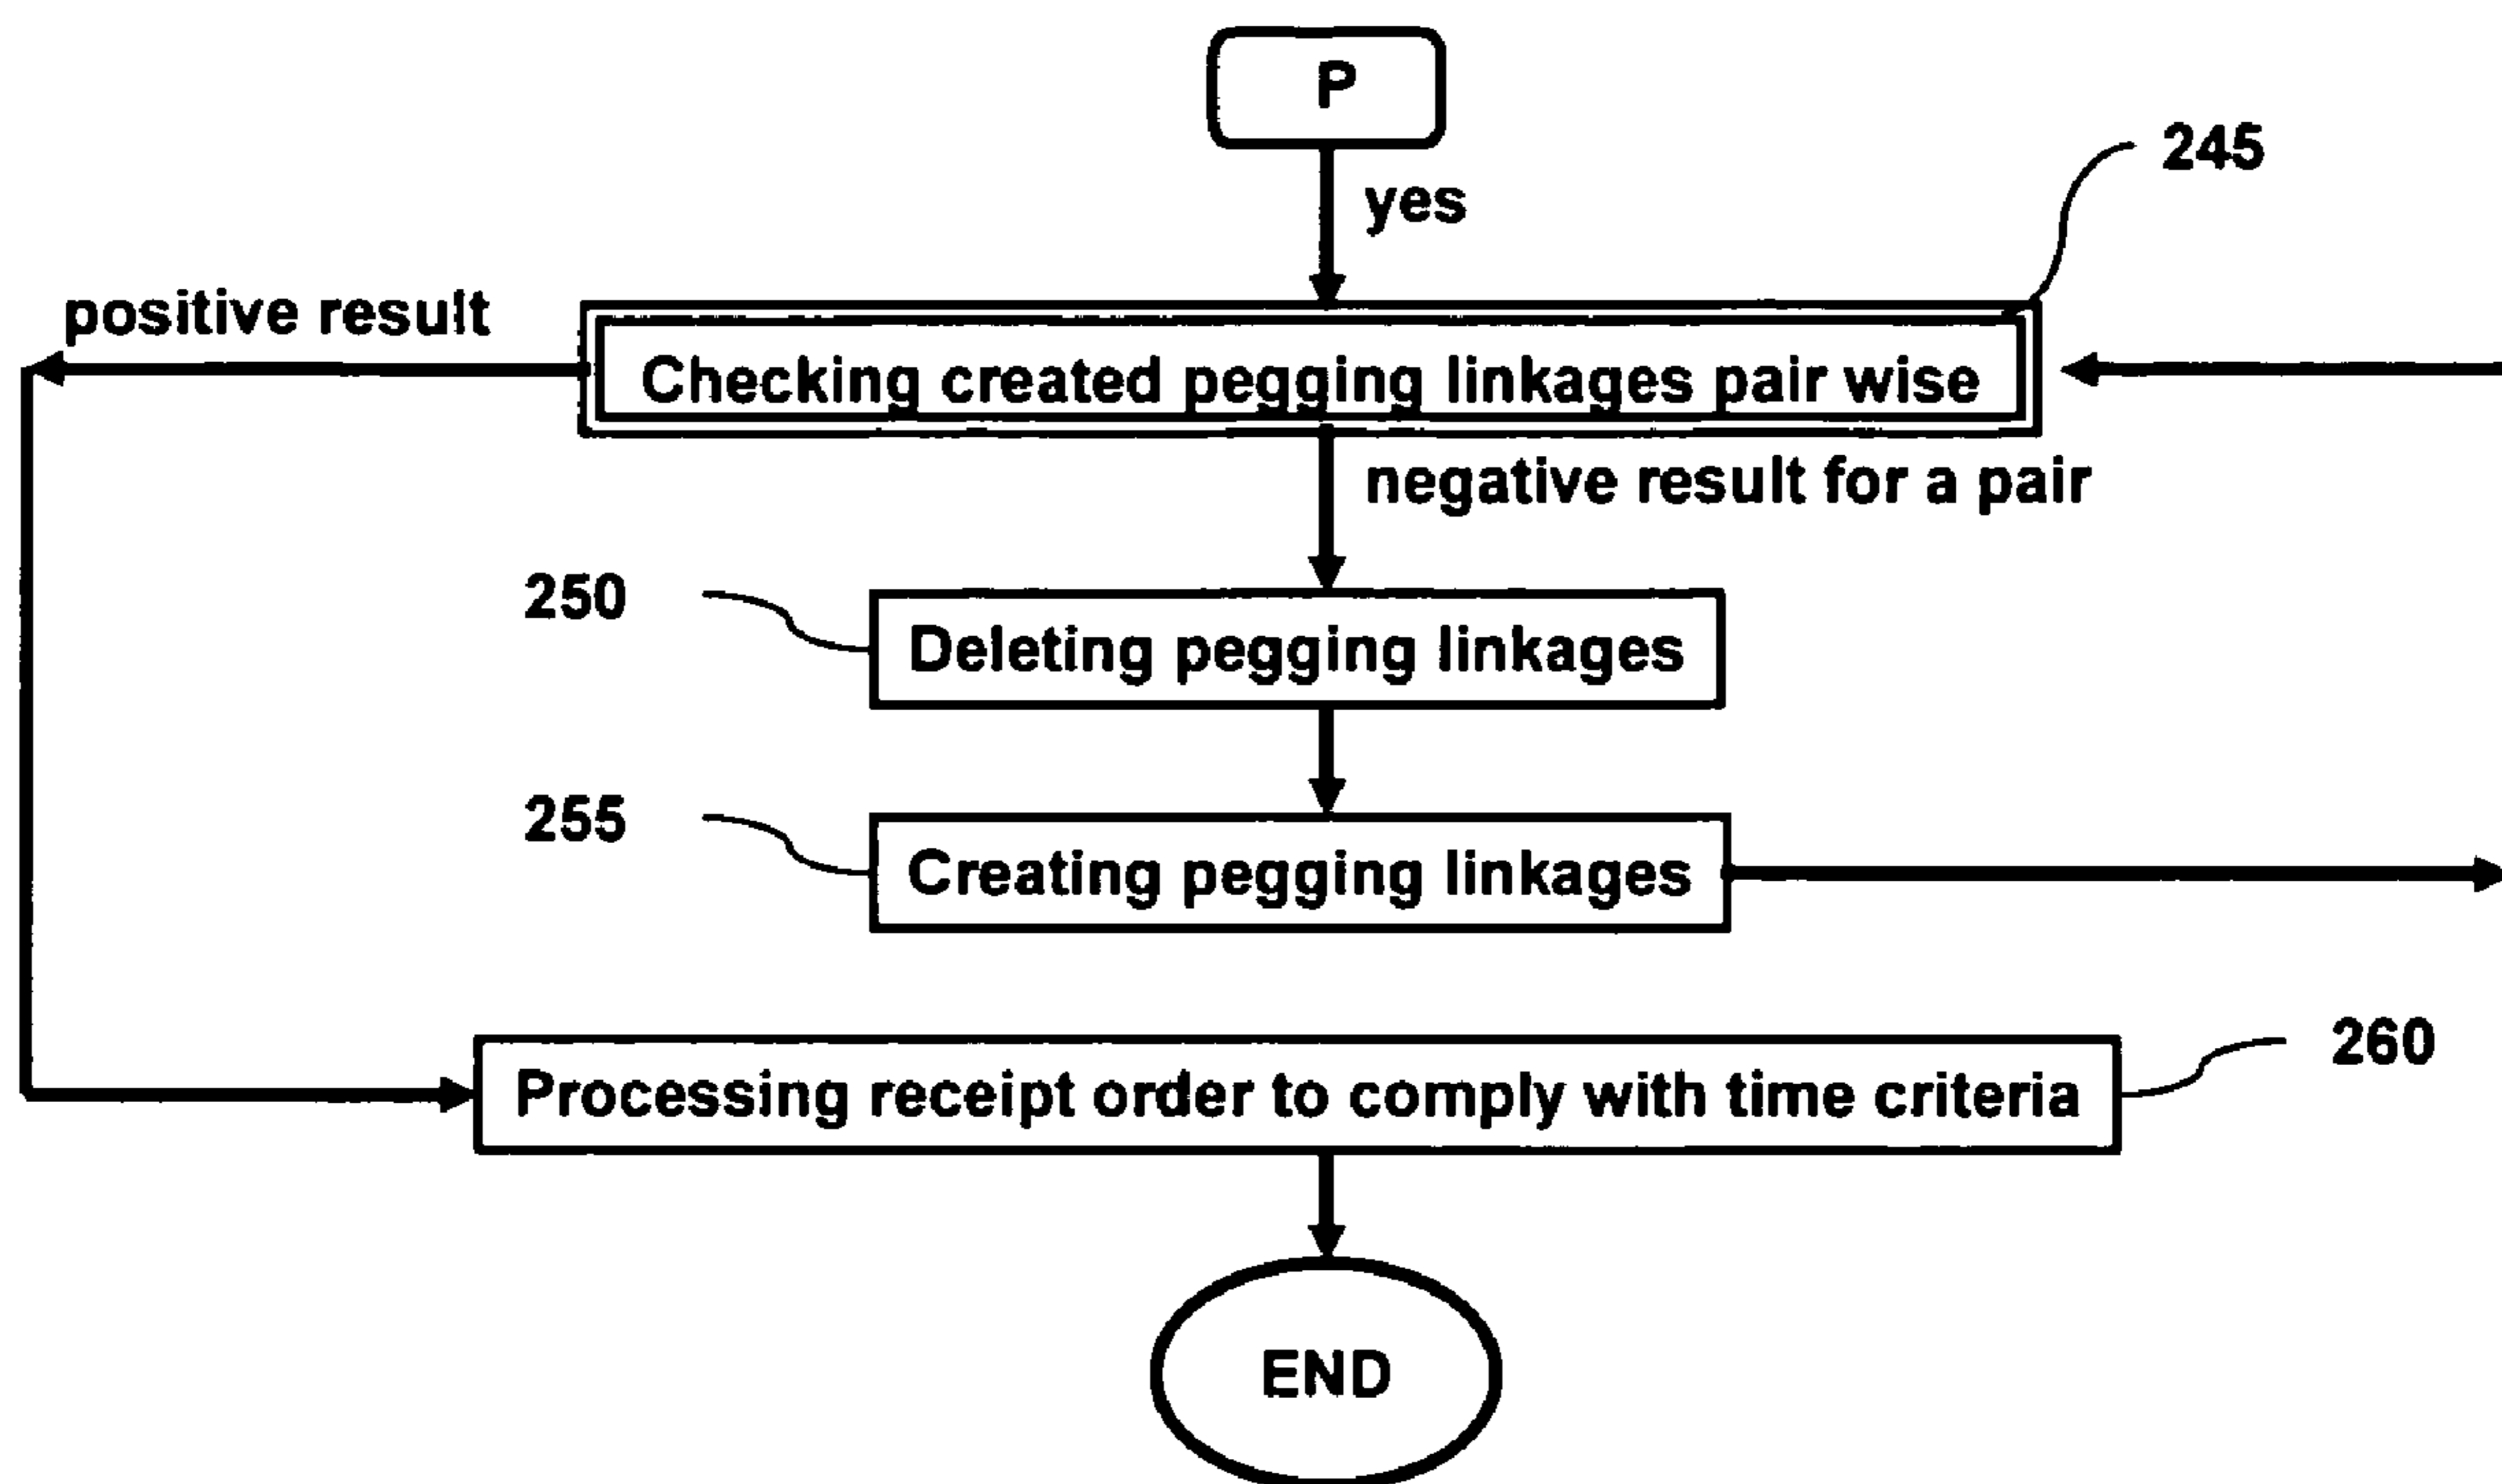 P
245
yes
positive result
Checking created pegging linkages pair wise
negative result for a pair
250
Deleting pegging linkages
255
Creating pegging linkages
260
Processing receipt order to comply with time criteria
END